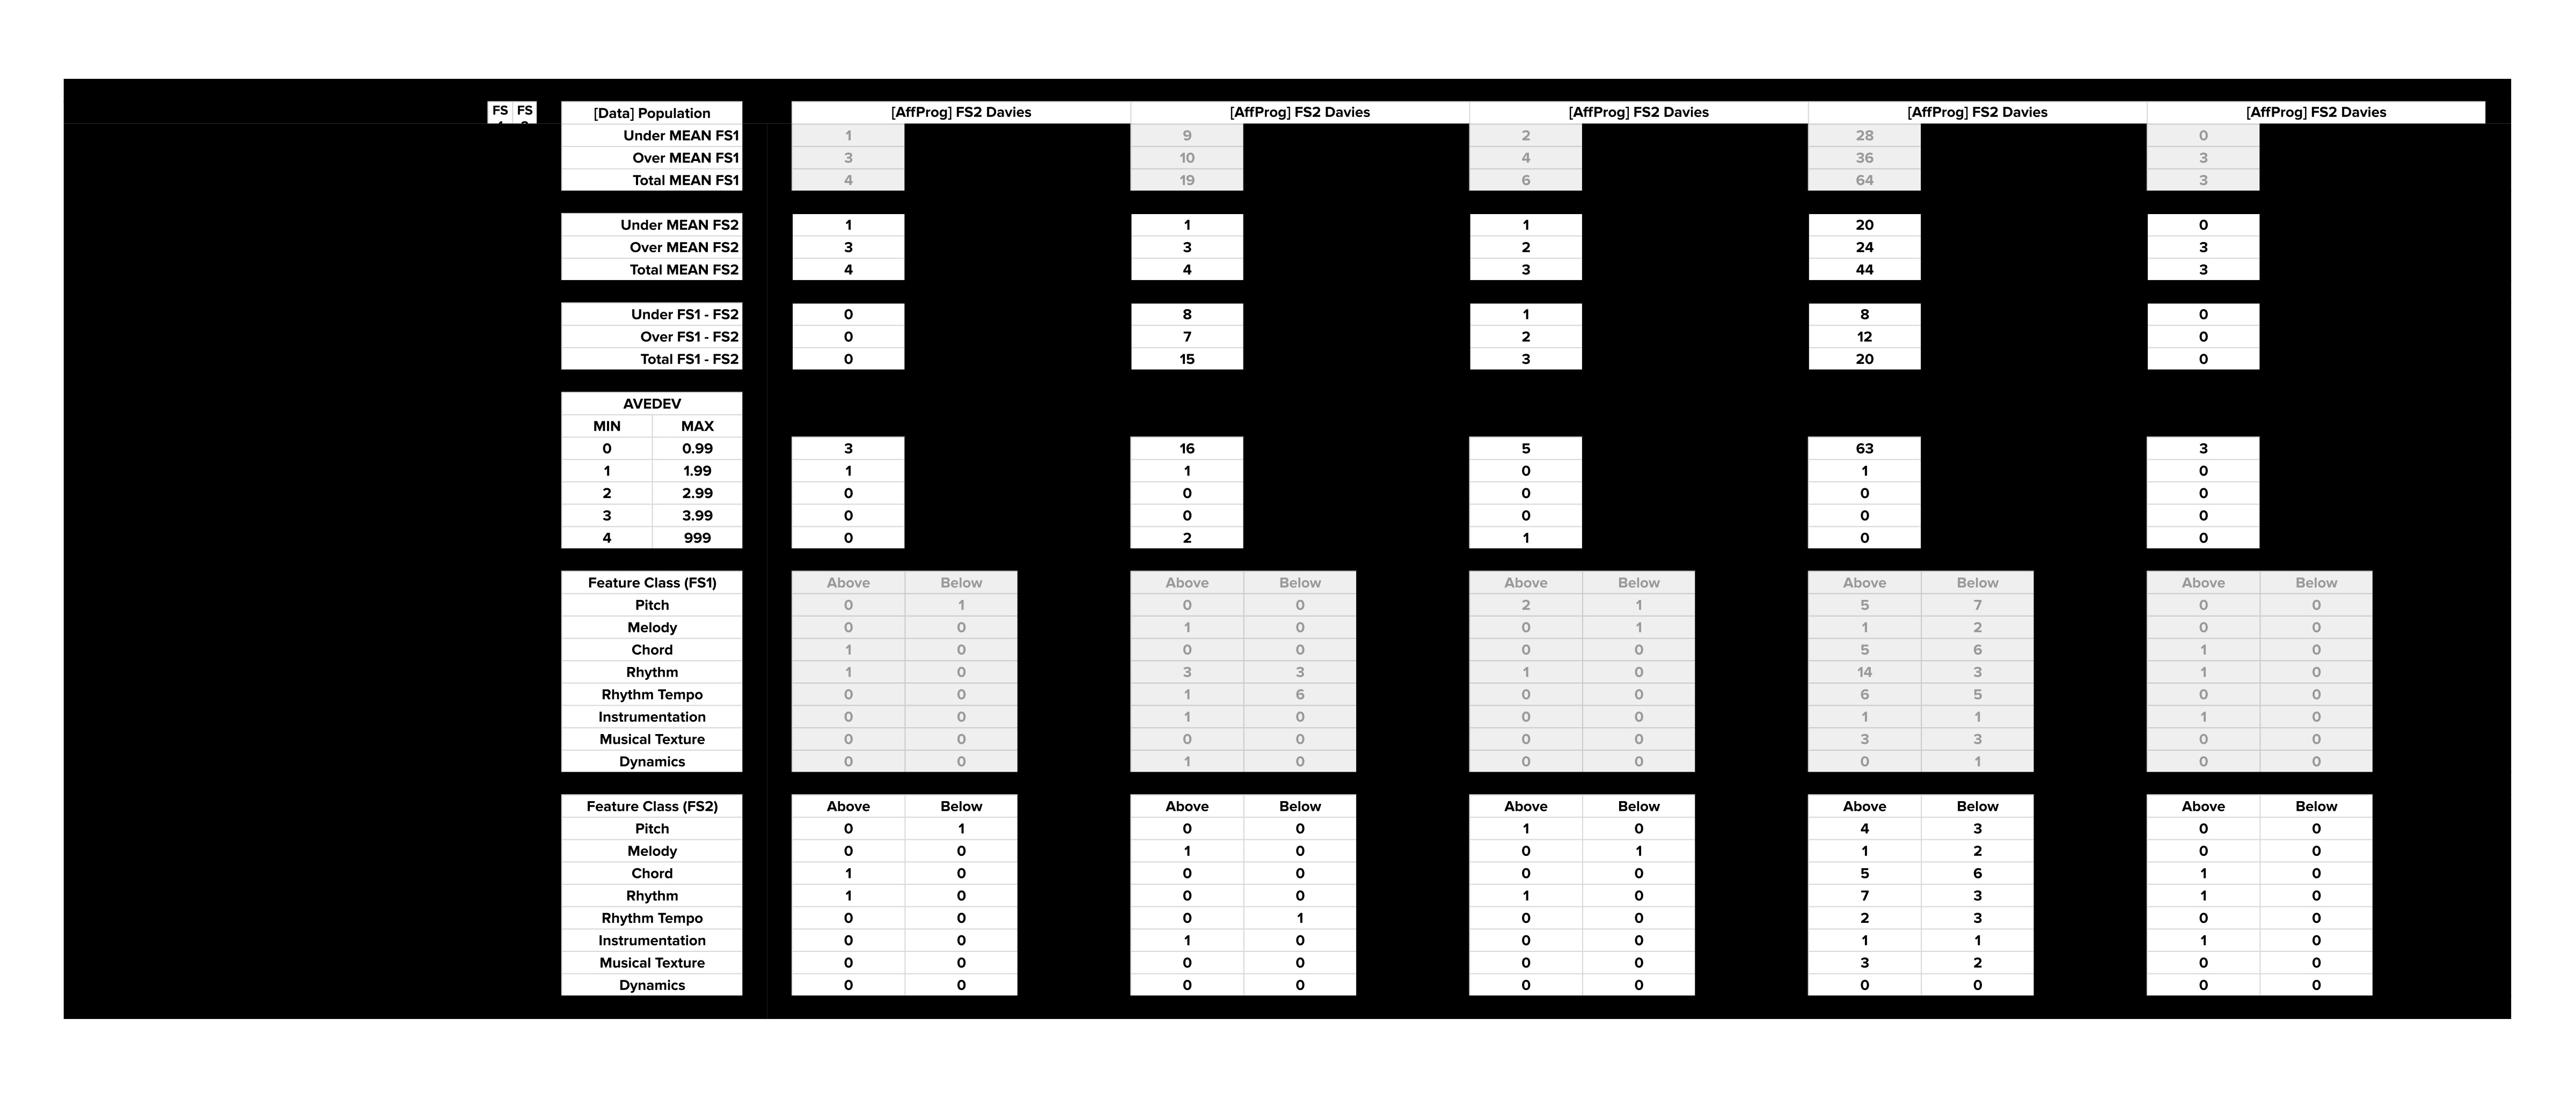 FS FS [Data] Population [AffProg] FS2 Davies [AffProg] FS2 Davies [AffProg] FS2 Davies [AffProg] FS2 Davies [AffProg] FS2 Davies
Under MEAN FS1 1 9 2 28 0
Over MEAN FS1 3 10 4 36 3
Total MEAN FS1 4 19 6 64 3
Under MEAN FS2 1 1 1 20 0
Over MEAN FS2 3 3 2 24 3
Total MEAN FS2 4 4 3 44 3
Under FS1 - FS2 0 8 1 8 0
Over FS1 - FS2 0 7 2 12 0
Total FS1 - FS2 0 15 3 20 0
AVEDEV
MIN MAX
0 0.99 3 16 5 63 3
1 1.99 1 1 0 1 0
2 2.99 0 0 0 0 0
3 3.99 0 0 0 0 0
4 999 0 2 1 0 0
Feature Class (FS1) Above Below Above Below Above Below Above Below Above Below
Pitch 0 1 0 0 2 1 5 7 0 0
Melody 0 0 1 0 0 1 1 2 0 0
Chord 1 0 0 0 0 0 5 6 1 0
Rhythm 1 0 3 3 1 0 14 3 1 0
Rhythm Tempo 0 0 1 6 0 0 6 5 0 0
Instrumentation 0 0 1 0 0 0 1 1 1 0
Musical Texture 0 0 0 0 0 0 3 3 0 0
Dynamics 0 0 1 0 0 0 0 1 0 0
Feature Class (FS2) Above Below Above Below Above Below Above Below Above Below
Pitch 0 1 0 0 1 0 4 3 0 0
Melody 0 0 1 0 0 1 1 2 0 0
Chord 1 0 0 0 0 0 5 6 1 0
Rhythm 1 0 0 0 1 0 7 3 1 0
Rhythm Tempo 0 0 0 1 0 0 2 3 0 0
Instrumentation 0 0 1 0 0 0 1 1 1 0
Musical Texture 0 0 0 0 0 0 3 2 0 0
Dynamics 0 0 0 0 0 0 0 0 0 0